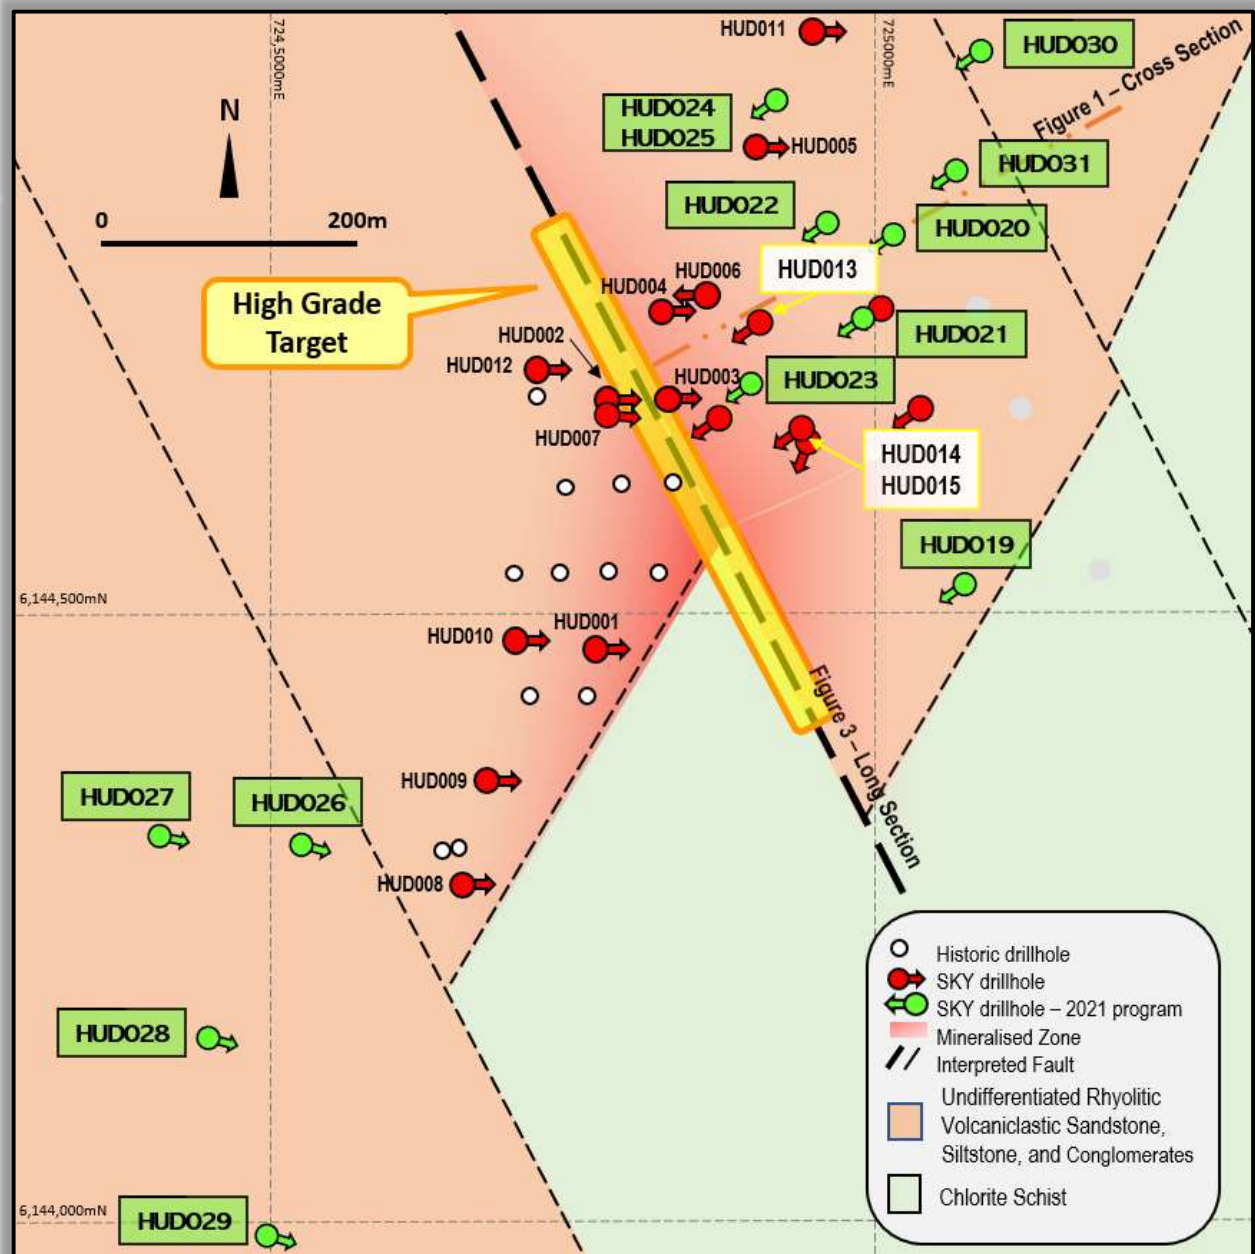 HUD011
724,5000mE
725000mE
HUD030
Figure 1 – Cross Section
N
HUD024
HUD025
HUD005
HUD031
HUD022
0
200m
HUD020
HUD013
HUD006
HUD004
High Grade
Target
HUD002
HUD021
HUD012
HUD003
HUD023
HUD007
HUD014
HUD015
HUD019
6,144,500mN
HUD010
HUD001
Figure 3 – Long Section
HUD009
HUD027
HUD026
HUD008
HUD028
Historic drillhole
SKY drillhole
SKY drillhole – 2021 program
Mineralised Zone
Interpreted Fault
Undifferentiated Rhyolitic
Volcaniclastic Sandstone,
Siltstone, and Conglomerates
Chlorite Schist
6,144,000mN
HUD029